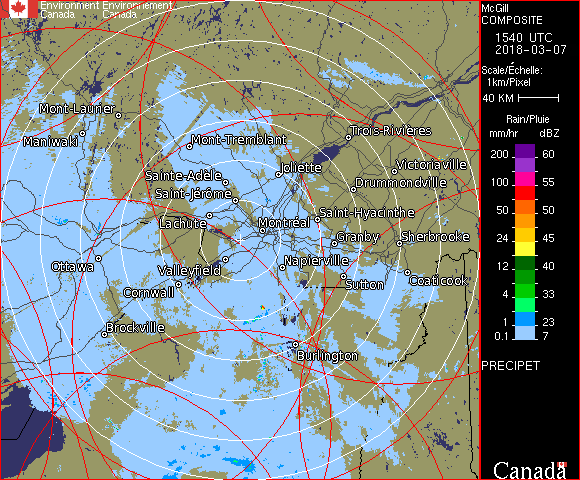 Environment Environnement
Canada Canada
McGill
COMPOSITE
1540 UTC
2018-03-07
Scale/Échelle:
1km/Pixel
40 KM
Rain/Pluie
mm/hr dBZ
200 60
100 55
50 50
24 45
12 40
4 33
1 23
0.1 7
PRECIPET
Canada
Mont-Laurier
Maniwaki
Mont-Tremblant
Trois-Rivières
Victoriaville
Joliette
Sainte-Adèle
Drummondville
Saint-Jérôme
Saint-Hyacinthe
Lachute
Montréal
Granby
Sherbrooke
Ottawa
Valleyfield
Napierville
Coaticook
Sutton
Cornwall
Brockville
Burlington